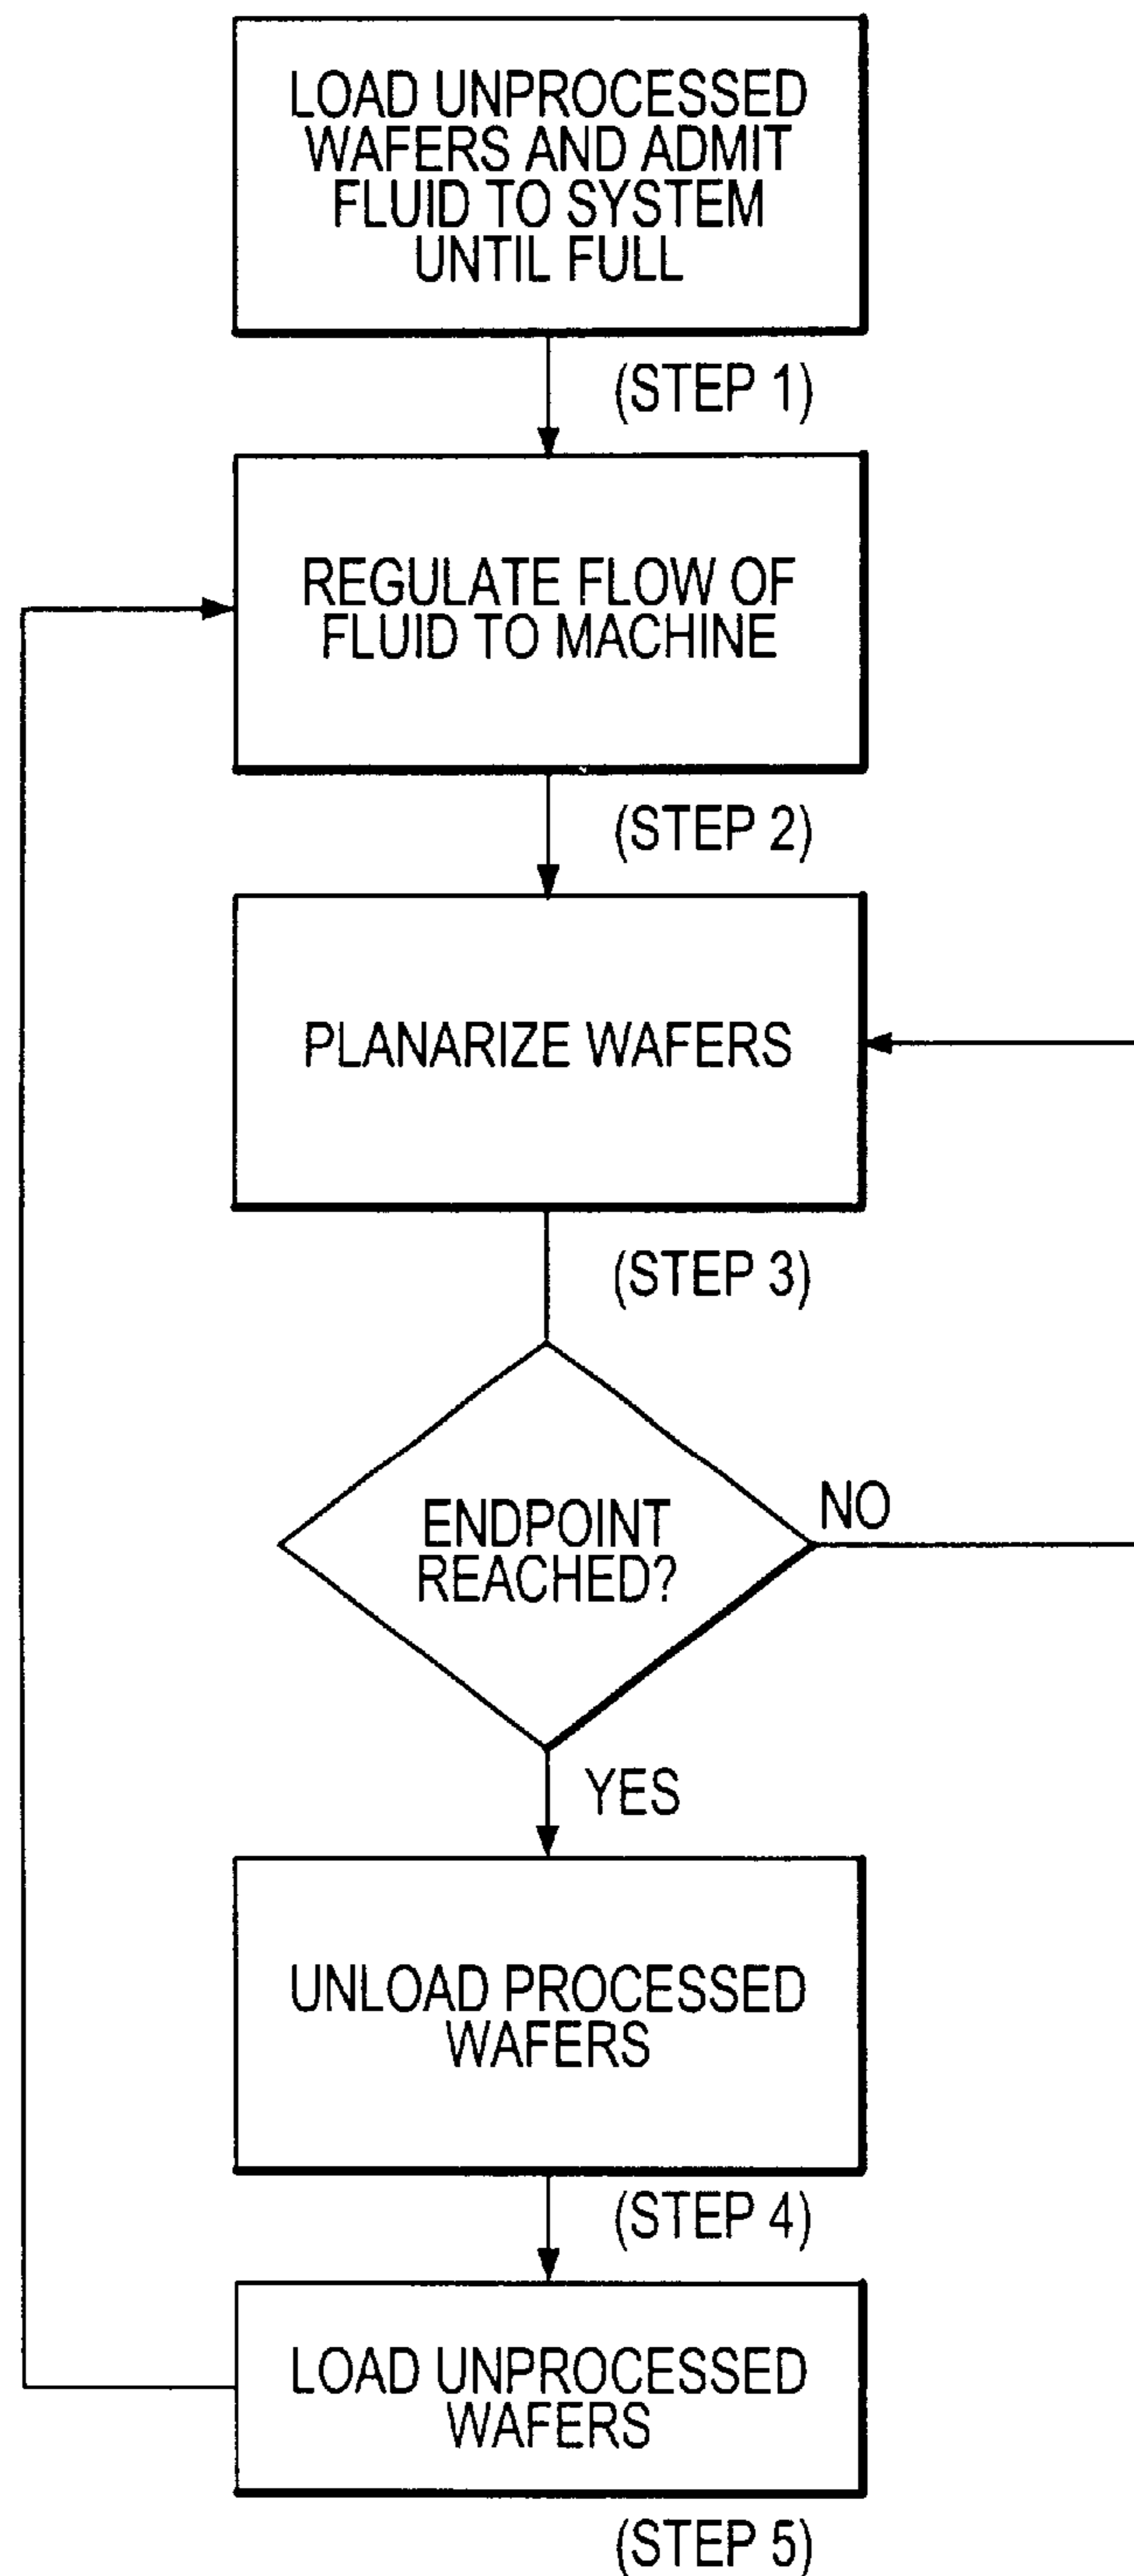 LOAD UNPROCESSED
WAFERS AND ADMIT
FLUID TO SYSTEM
UNTIL FULL
(STEP 1)
REGULATE FLOW OF
FLUID TO MACHINE
(STEP 2)
PLANARIZE WAFERS
(STEP 3)
ENDPOINT
REACHED?
NO
YES
UNLOAD PROCESSED
WAFERS
(STEP 4)
LOAD UNPROCESSED
WAFERS
(STEP 5)